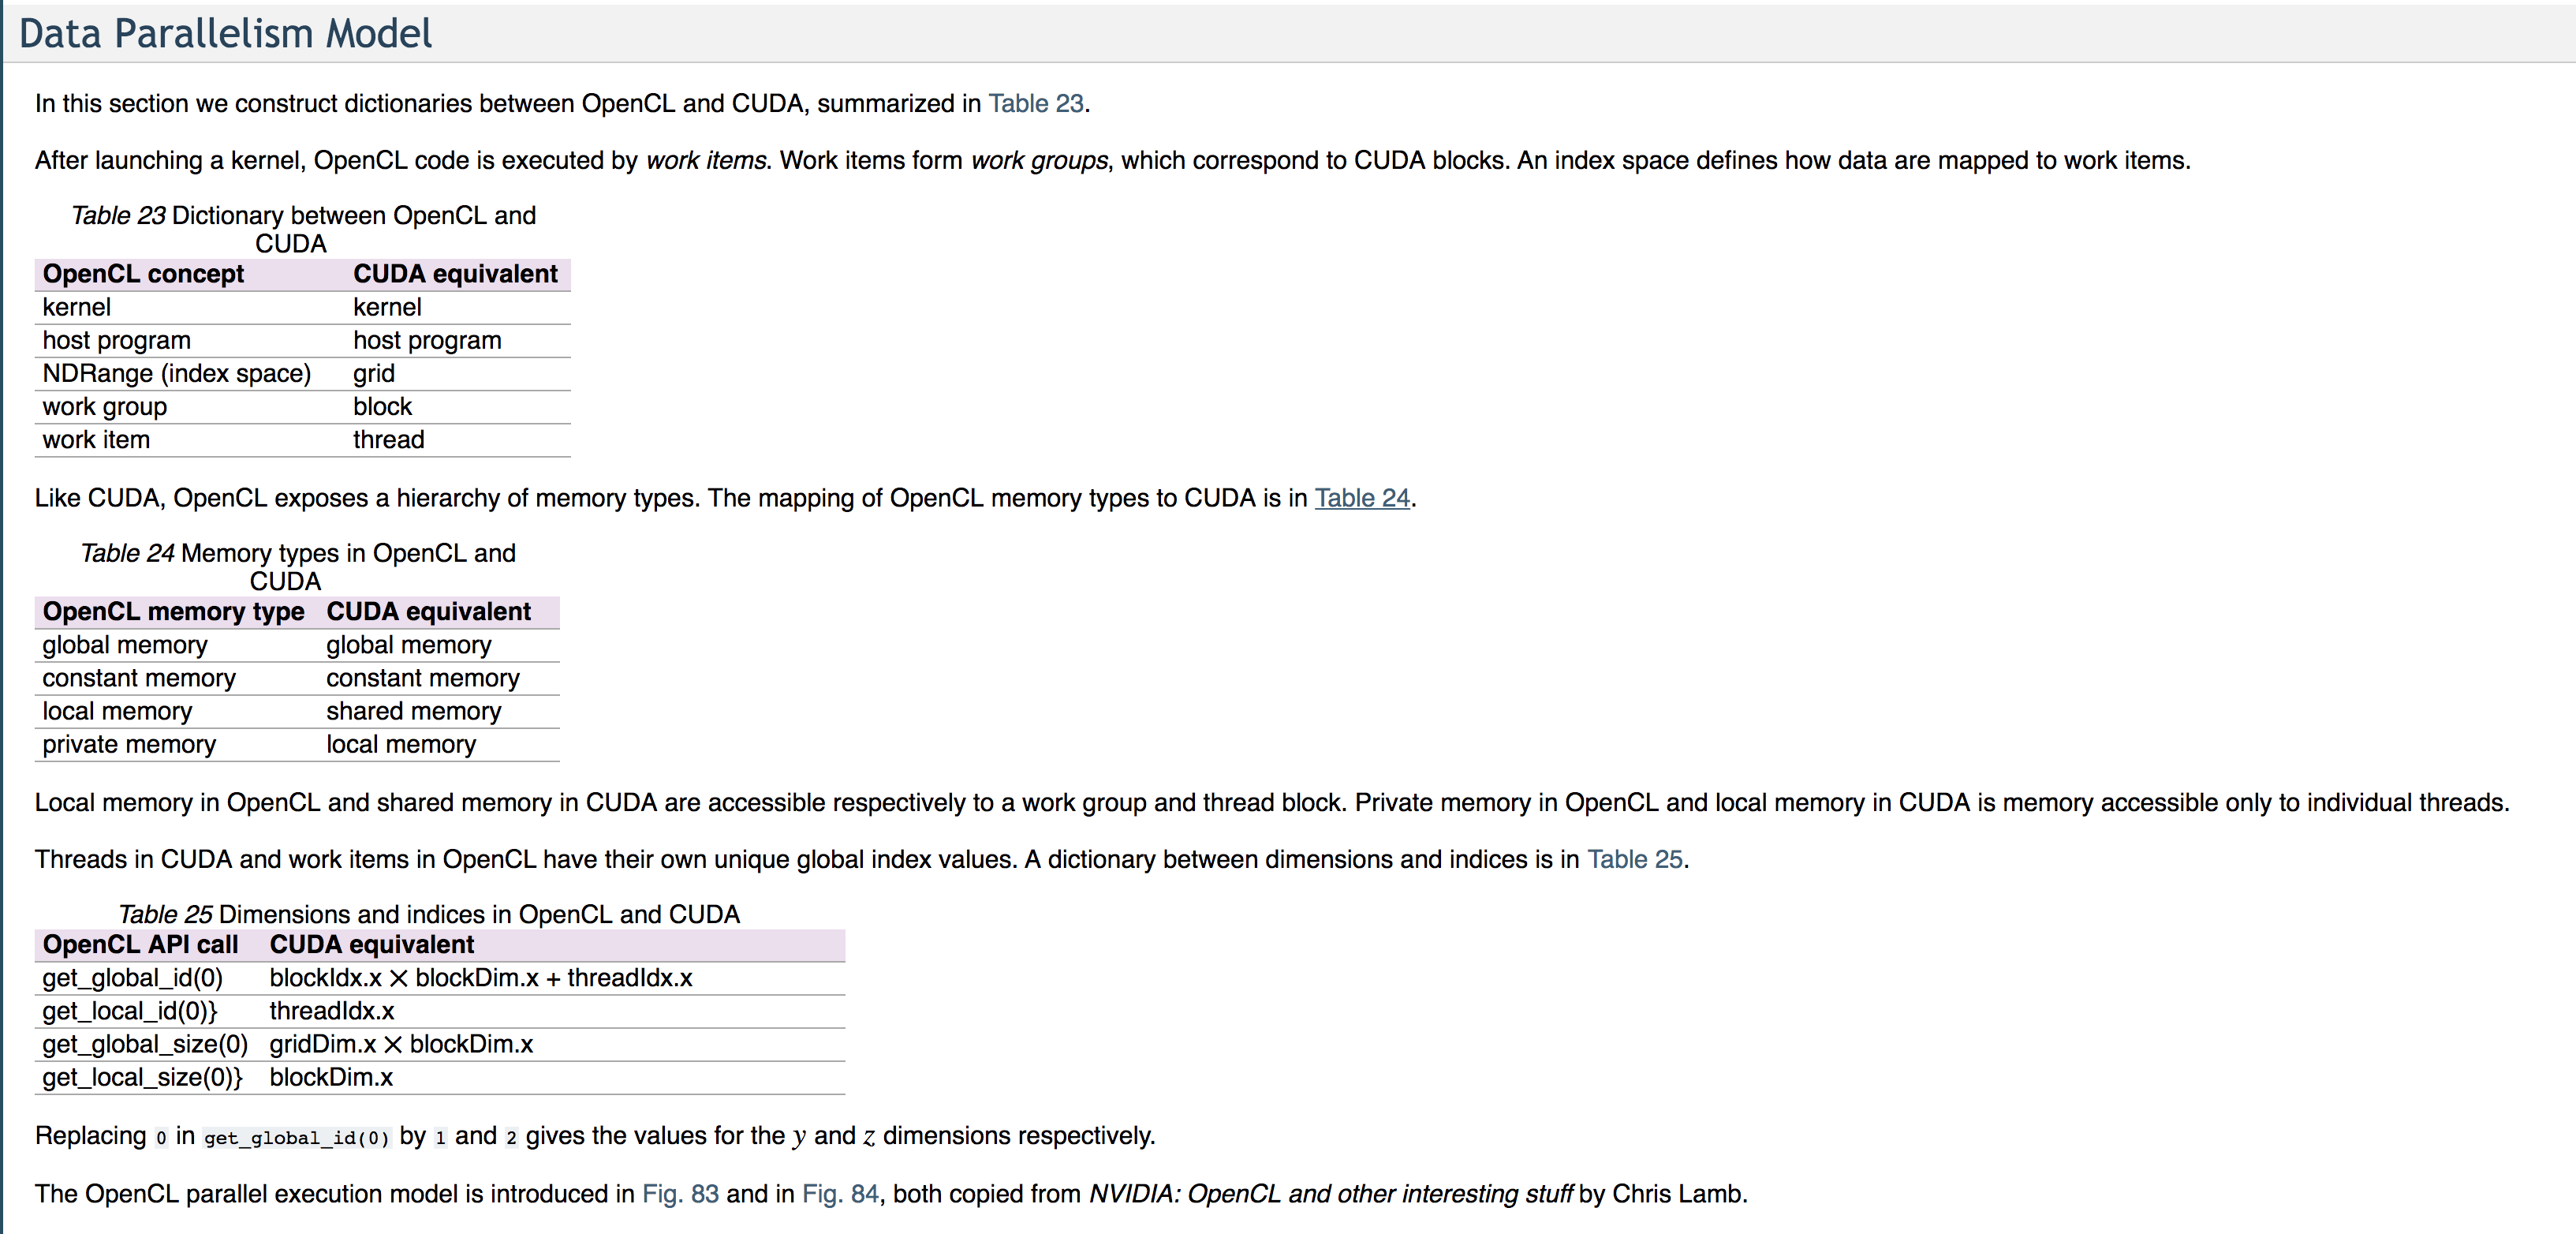 Data Parallelism Model
In this section we construct dictionaries between OpenCL and CUDA, summarized in Table 23.
After launching a kernel, OpenCL code is executed by work items. Work items form work groups, which correspond to CUDA blocks. An index space defines how data are mapped to work items.
Table 23 Dictionary between OpenCL and
CUDA
OpenCL concept CUDA equivalent
kernel kernel
host program host program
NDRange (index space) grid
work group block
work item thread
Like CUDA, OpenCL exposes a hierarchy of memory types. The mapping of OpenCL memory types to CUDA is in Table 24.
Table 24 Memory types in OpenCL and
CUDA
OpenCL memory type CUDA equivalent
global memory global memory
constant memory constant memory
local memory shared memory
private memory local memory
Local memory in OpenCL and shared memory in CUDA are accessible respectively to a work group and thread block. Private memory in OpenCL and local memory in CUDA is memory accessible only to individual threads.
Threads in CUDA and work items in OpenCL have their own unique global index values. A dictionary between dimensions and indices is in Table 25.
Table 25 Dimensions and indices in OpenCL and CUDA
OpenCL API call CUDA equivalent
get_global_id(0) blockIdx.x × blockDim.x + threadIdx.x
get_local_id(0)} threadIdx.x
get_global_size(0) gridDim.x × blockDim.x
get_local_size(0)} blockDim.x
Replacing 0 in get_global_id(0) by 1 and 2 gives the values for the y and z dimensions respectively.
The OpenCL parallel execution model is introduced in Fig. 83 and in Fig. 84, both copied from NVIDIA: OpenCL and other interesting stuff by Chris Lamb.